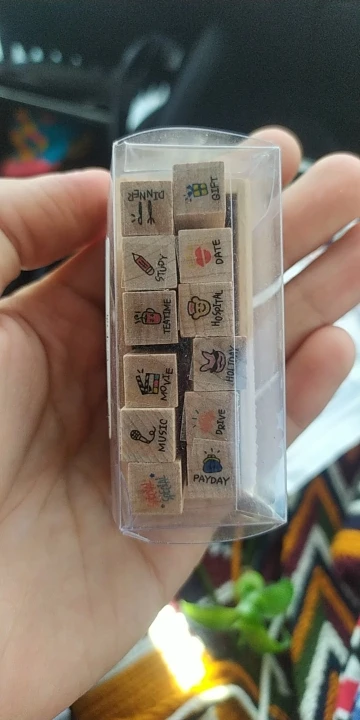 DINNER
GIFT
STUDY
DATE
TEATIME
HOSPITAL
MOVIE
HOLIDAY
MUSIC
DRIVE
PAYDAY